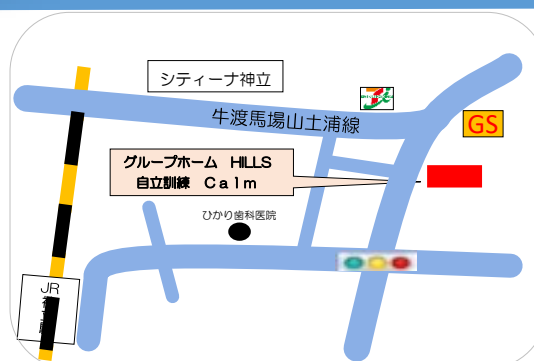 シティーナ神立
牛渡馬場山土浦線
GS
グループホーム HILLS
自立訓練 Calm
ひかり歯科医院
JR